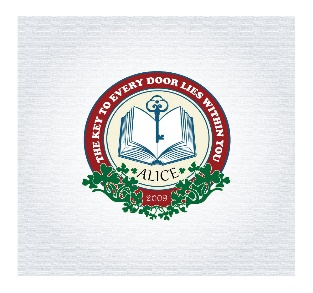 THE KEY TO EVERY DOOR LIES WITHIN YOU
ALICE
2009